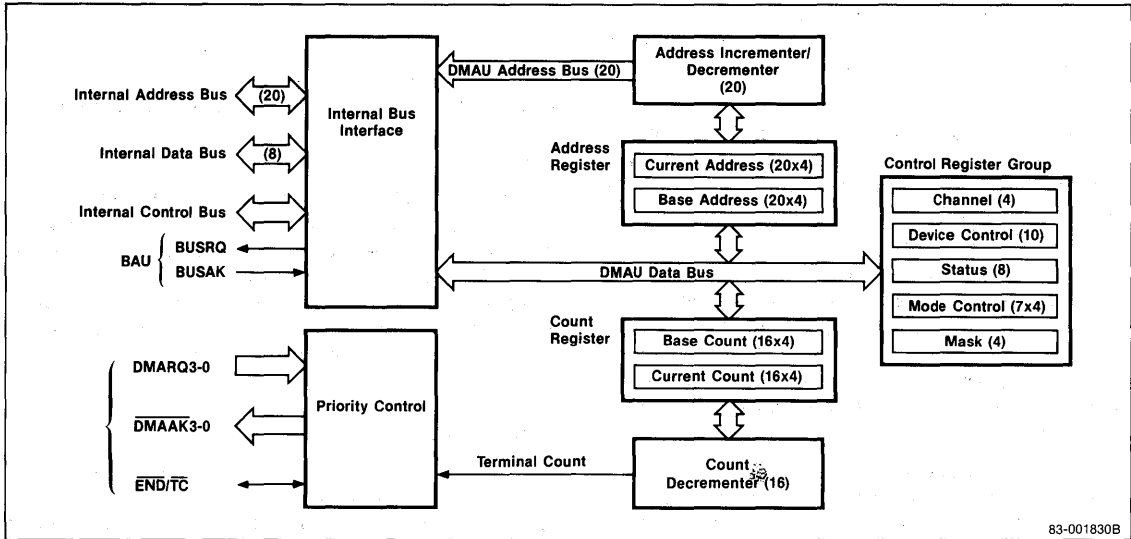 Internal Address Bus
(20)
Internal Data Bus
(8)
Internal Control Bus
BAU
BUSRQ
BUSAK
Internal Bus
Interface
DMAU Address Bus (20)
Address Incrementer/
Decrementer
(20)
Address
Register
Current Address (20x4)
Base Address (20x4)
DMAU Data Bus
Control Register Group
Channel (4)
Device Control (10)
Status (8)
Mode Control (7x4)
Mask (4)
Count
Register
Base Count (16x4)
Current Count (16x4)
DMARQ3-0
DMAAK3-0
END/TC
Priority Control
Terminal Count
Count
Decrementer (16)
83-001830B